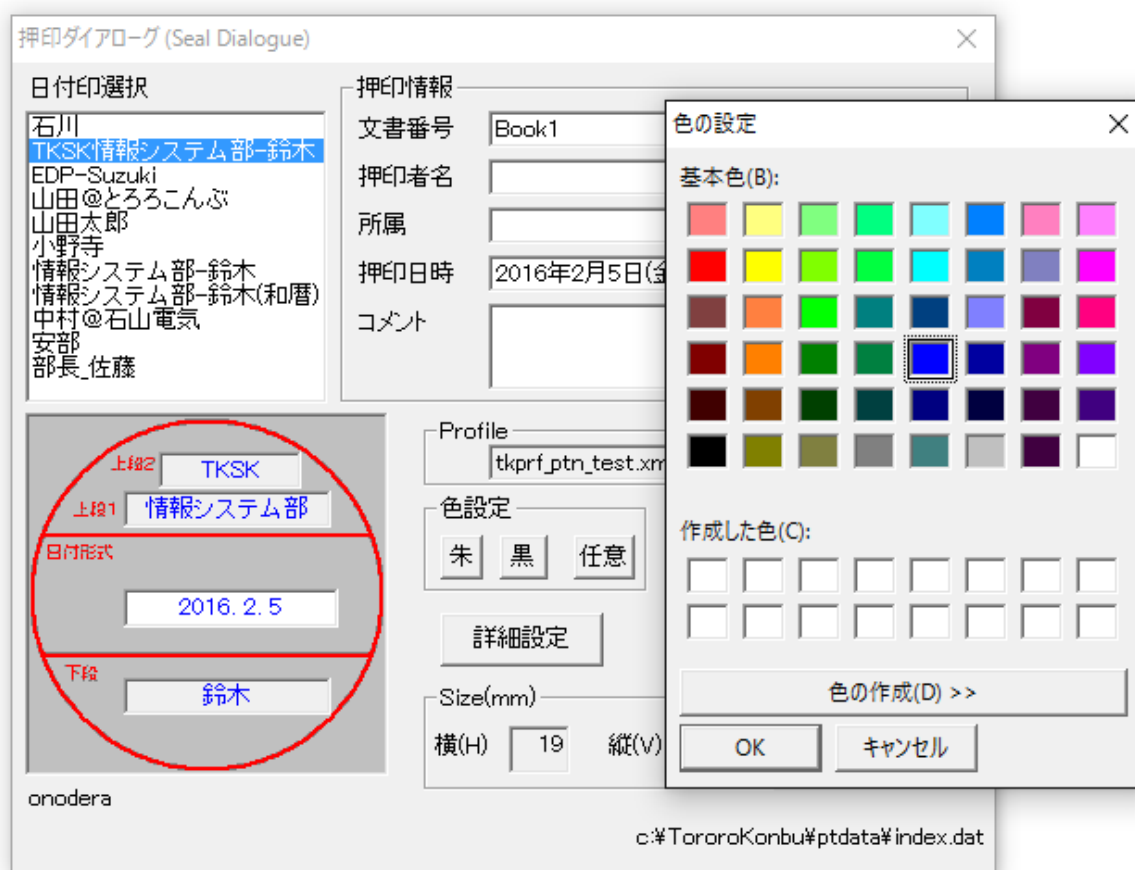 押印ダイアローグ (Seal Dialogue)
日付印選択
石川
TKSK情報システム部-鈴木
EDP-Suzuki
山田@とろろこんぶ
山田太郎
小野寺
情報システム部-鈴木
情報システム部-鈴木(和暦)
中村@石山電気
安部
部長_佐藤
押印情報
文書番号
Book1
押印者名
所属
押印日時
2016年2月5日(金
コメント
上段2
TKSK
上段1
情報システム部
日付形式
2016. 2. 5
下段
鈴木
onodera
Profile
tkprf_ptn_test.xm
色設定
朱
黒
任意
詳細設定
Size(mm)
横(H)
19
縦(V)
c:¥TororoKonbu¥ptdata¥index.dat
色の設定
基本色(B):
作成した色(C):
色の作成(D) >>
OK
キャンセル